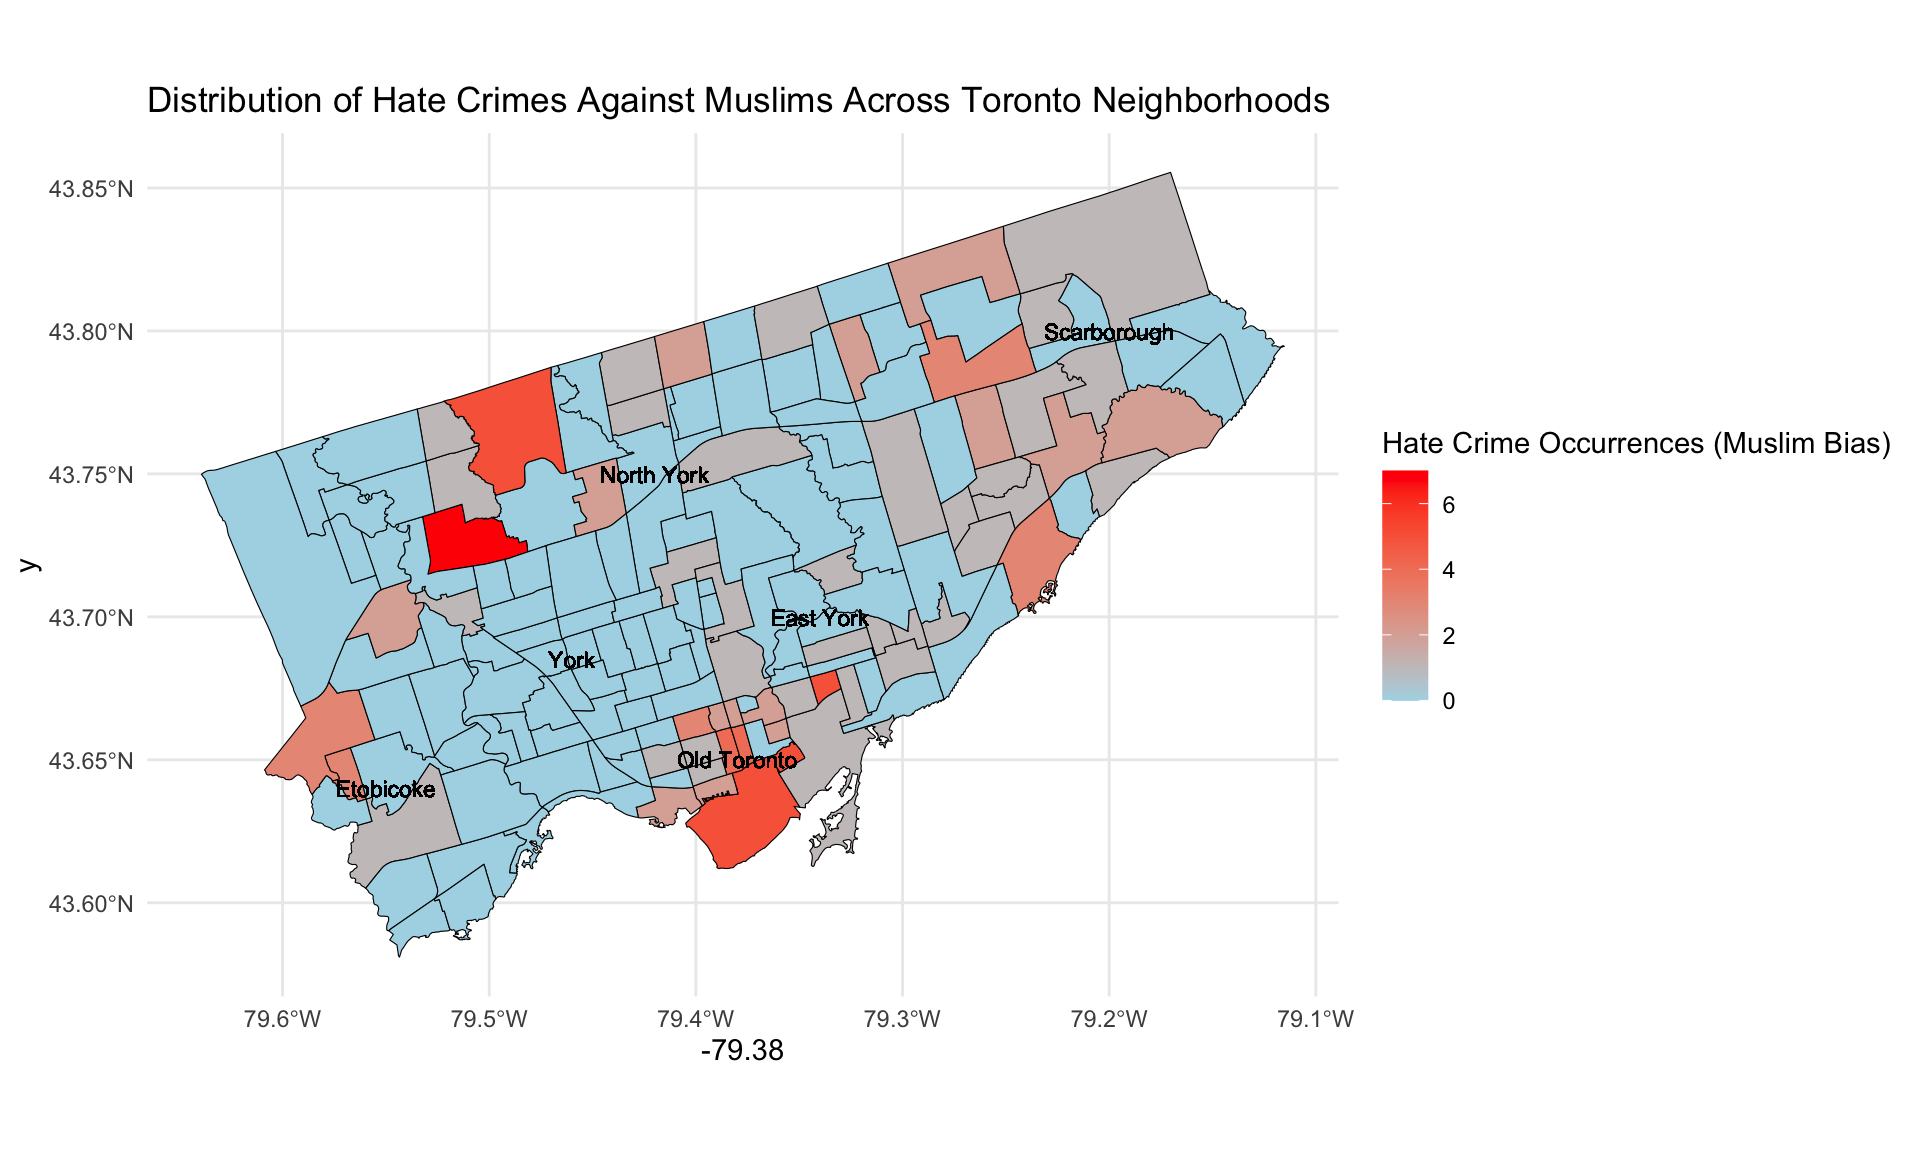 Distribution of Hate Crimes Against Muslims Across Toronto Neighborhoods
43.85°N
43.80°N
43.75°N
43.70°N
43.65°N
43.60°N
y
Scarborough
North York
East York
York
Old Toronto
Etobicoke
79.6°W
79.5°W
79.4°W
79.3°W
79.2°W
79.1°W
-79.38
Hate Crime Occurrences (Muslim Bias)
6
4
2
0